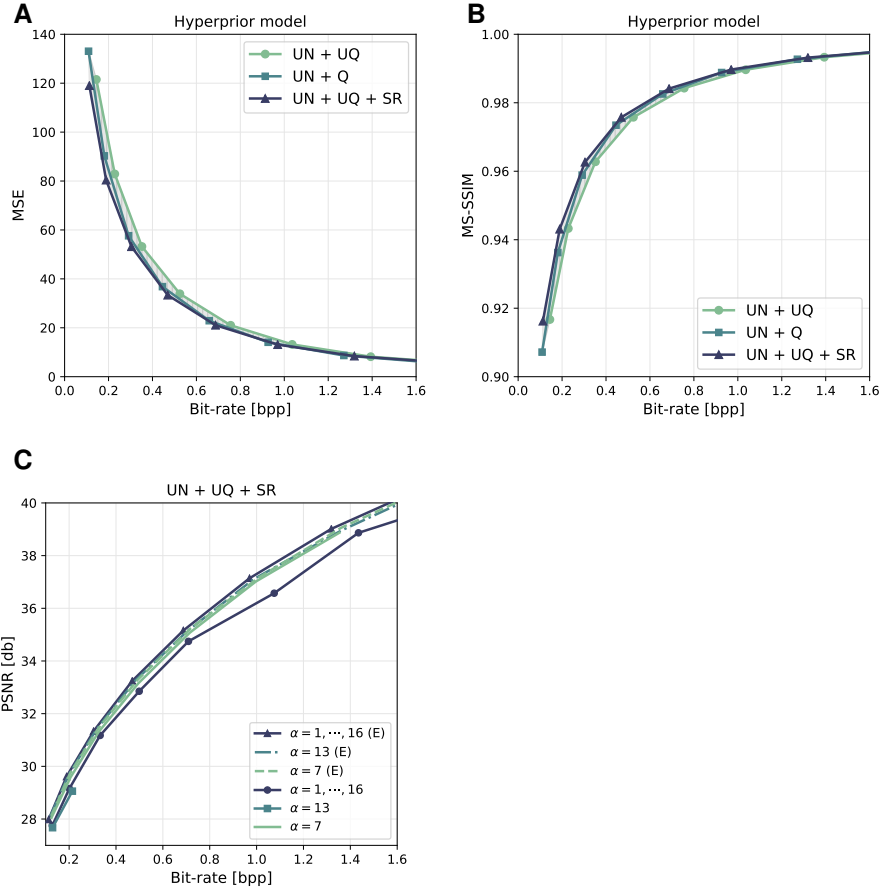 A
Hyperprior model
140
120
100
80
60
40
20
0
MSE
0.0 0.2 0.4 0.6 0.8 1.0 1.2 1.4 1.6
Bit-rate [bpp]
UN + UQ
UN + Q
UN + UQ + SR
B
Hyperprior model
1.00
0.98
0.96
0.94
0.92
0.90
MS-SSIM
0.0 0.2 0.4 0.6 0.8 1.0 1.2 1.4 1.6
Bit-rate [bpp]
UN + UQ
UN + Q
UN + UQ + SR
C
UN + UQ + SR
40
38
36
34
32
30
28
PSNR [db]
0.2 0.4 0.6 0.8 1.0 1.2 1.4 1.6
Bit-rate [bpp]
α = 1, ⋯, 16 (E)
α = 13 (E)
α = 7 (E)
α = 1, ⋯, 16
α = 13
α = 7